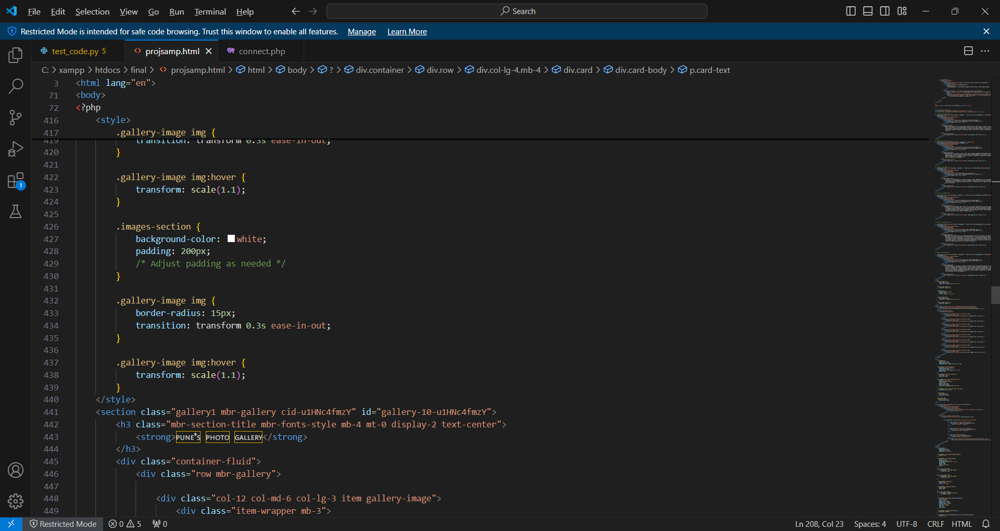 File Edit Selection View Go Run Terminal Help Search
Restricted Mode is intended for safe code browsing. Trust this window to enable all features. Manage Learn More
test_code.py 5 projsamp.html connect.php
C: > xampp > htdocs > final > projsamp.html > html > body > ? > div.container > div.row > div.col-lg-4.mb-4 > div.card > div.card-body > p.card-text
3 <html lang="en">
71 <body>
72 <?php
416 <style>
417 .gallery-image img {
419 transition: transform 0.3s ease-in-out;
420 }
421
422 .gallery-image img:hover {
423 transform: scale(1.1);
424 }
425
426 .images-section {
427 background-color: white;
428 padding: 200px;
429 /* Adjust padding as needed */
430 }
431
432 .gallery-image img {
433 border-radius: 15px;
434 transition: transform 0.3s ease-in-out;
435 }
436
437 .gallery-image img:hover {
438 transform: scale(1.1);
439 }
440 </style>
441 <section class="gallery1 mbr-gallery cid-u1HNc4fmzY" id="gallery-10-u1HNc4fmzY">
442 <h3 class="mbr-section-title mbr-fonts-style mb-4 mt-0 display-2 text-center">
443 <strong>ᴘᴜɴᴇ❜ꜱ ᴘʜᴏᴛᴏ ɢᴀʟʟᴇʀʏ</strong>
444 </h3>
445 <div class="container-fluid">
446 <div class="row mbr-gallery">
447
448 <div class="col-12 col-md-6 col-lg-3 item gallery-image">
449 <div class="item-wrapper mb-3">
1
Restricted Mode 0 5 0 Ln 208, Col 23 Spaces: 4 UTF-8 CRLF HTML